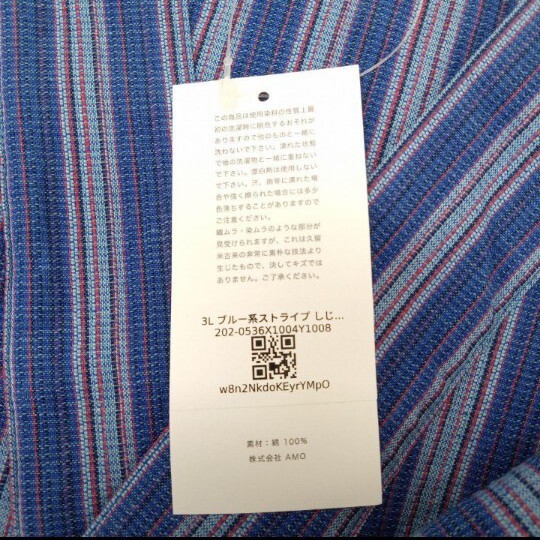 この商品は使用染料の性質上最
初の洗濯時に脱色するおそれが
ありますので他のものと一緒に
洗わないで下さい。濡れた状態
で他の洗濯物と一緒に重ねない
で下さい。漂白剤は使用しない
で下さい。汗、雨等に濡れた場
合や強く擦られた場合には多少
色落ちすることがありますので
ご注意ください。
織ムラ・染ムラのような部分が
見受けられますが、これは久留
米古来の非常に素朴な技法より
生じたもので、決してキズでは
ありません。ご了承ください。
3L ブルー系ストライプ しじ...
202-0536X1004Y1008
w8n2NkdoKEyrYMpO
素材：綿 100%
株式会社 AMO